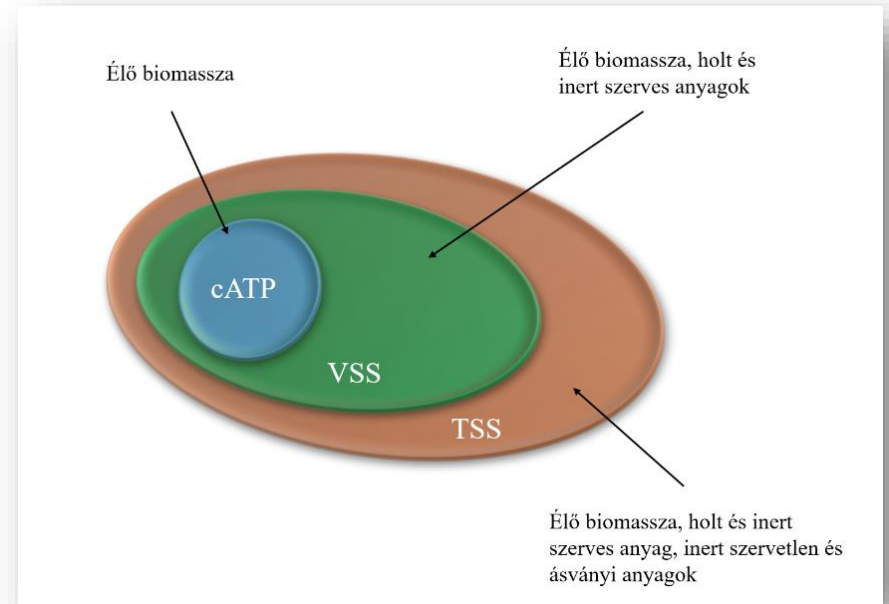 Élő biomassza
Élő biomassza, holt és
inert szerves anyagok
cATP
VSS
TSS
Élő biomassza, holt és inert
szerves anyag, inert szervetlen és
ásványi anyagok